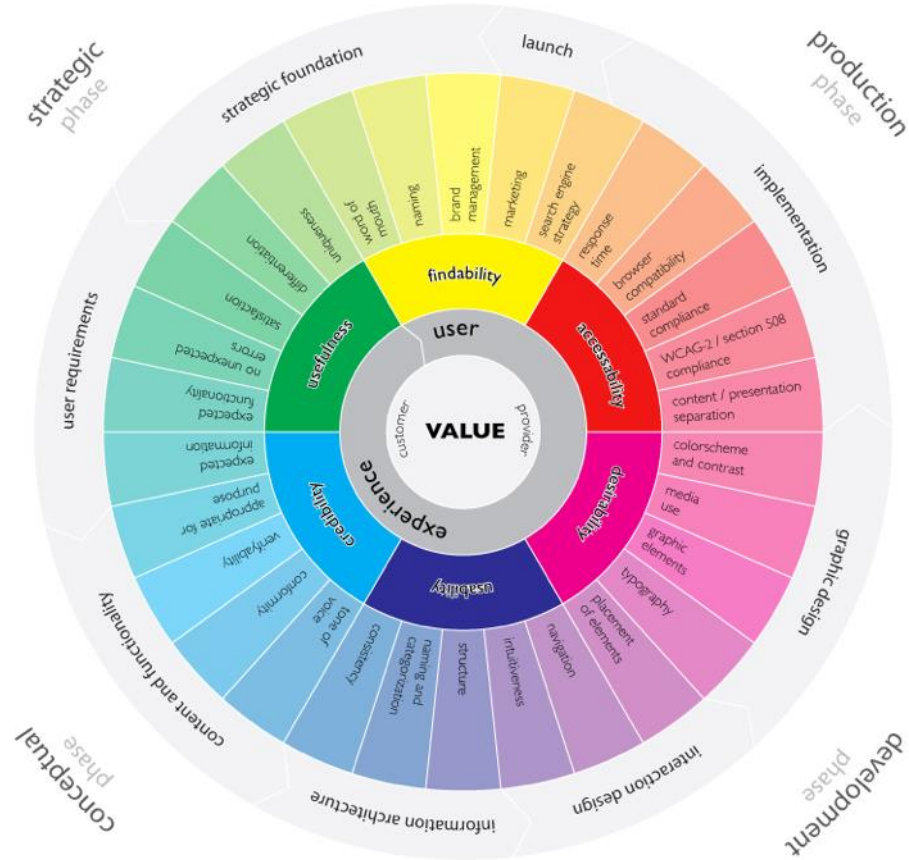 strategic
phase
production
phase
development
phase
conceptual
phase
launch
implementation
graphic design
interaction design
information architecture
content and functionality
user requirements
strategic foundation
brand
management
marketing
search engine
strategy
response
time
browser
compatibility
standard
compliance
WCAG-2 / section 508
compliance
content / presentation
separation
colorscheme
and contrast
media
use
graphic
elements
typography
placement
of elements
navigation
intuitiveness
structure
naming and
categorization
consistency
tone of
voice
conformity
verifyability
appropriate for
purpose
expected
information
expected
functionality
no unexpected
errors
satisfaction
differentiation
uniqueness
word of
mouth
naming
findability
accessability
desirability
usability
credibility
usefulness
user
experience
customer
VALUE
provider